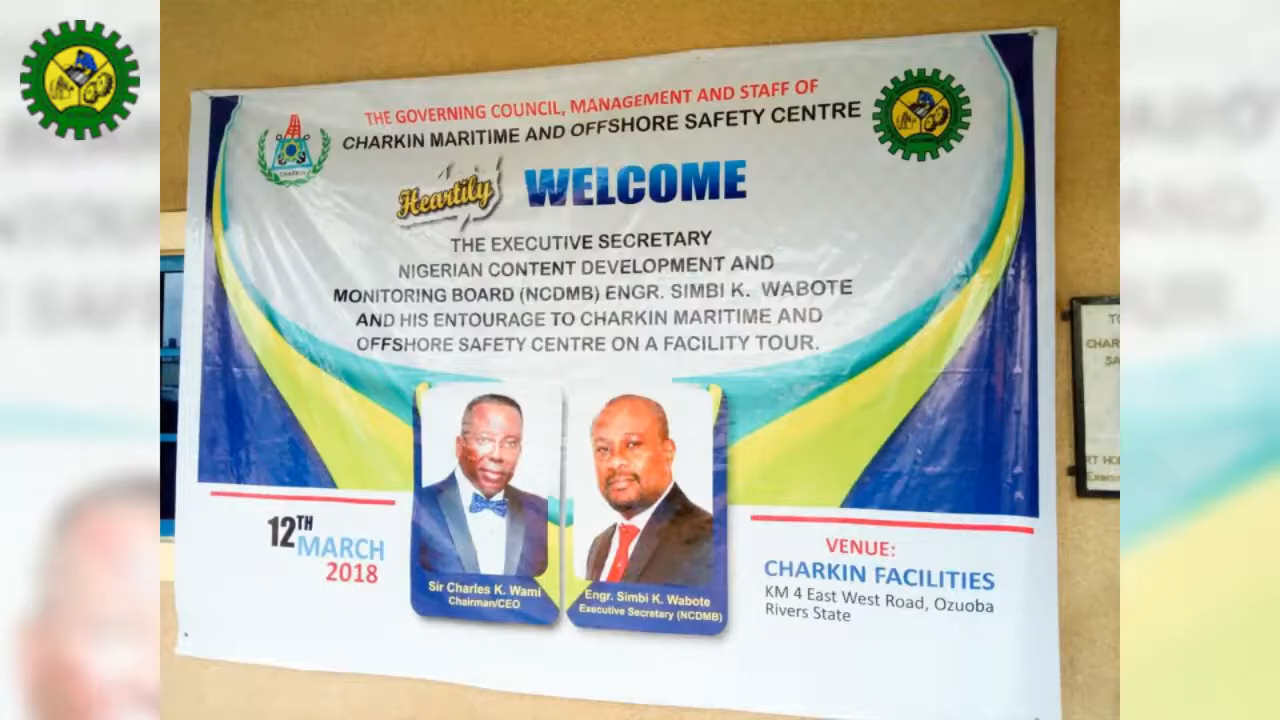 THE GOVERNING COUNCIL, MANAGEMENT AND STAFF OF
CHARKIN MARITIME AND OFFSHORE SAFETY CENTRE
CHARKIN
Heartily WELCOME
THE EXECUTIVE SECRETARY
NIGERIAN CONTENT DEVELOPMENT AND
MONITORING BOARD (NCDMB) ENGR. SIMBI K. WABOTE
AND HIS ENTOURAGE TO CHARKIN MARITIME AND
OFFSHORE SAFETY CENTRE ON A FACILITY TOUR.
12TH
MARCH
2018
Sir Charles K. Wami
Chairman/CEO
Engr. Simbi K. Wabote
Executive Secretary (NCDMB)
VENUE:
CHARKIN FACILITIES
KM 4 East West Road, Ozuoba
Rivers State